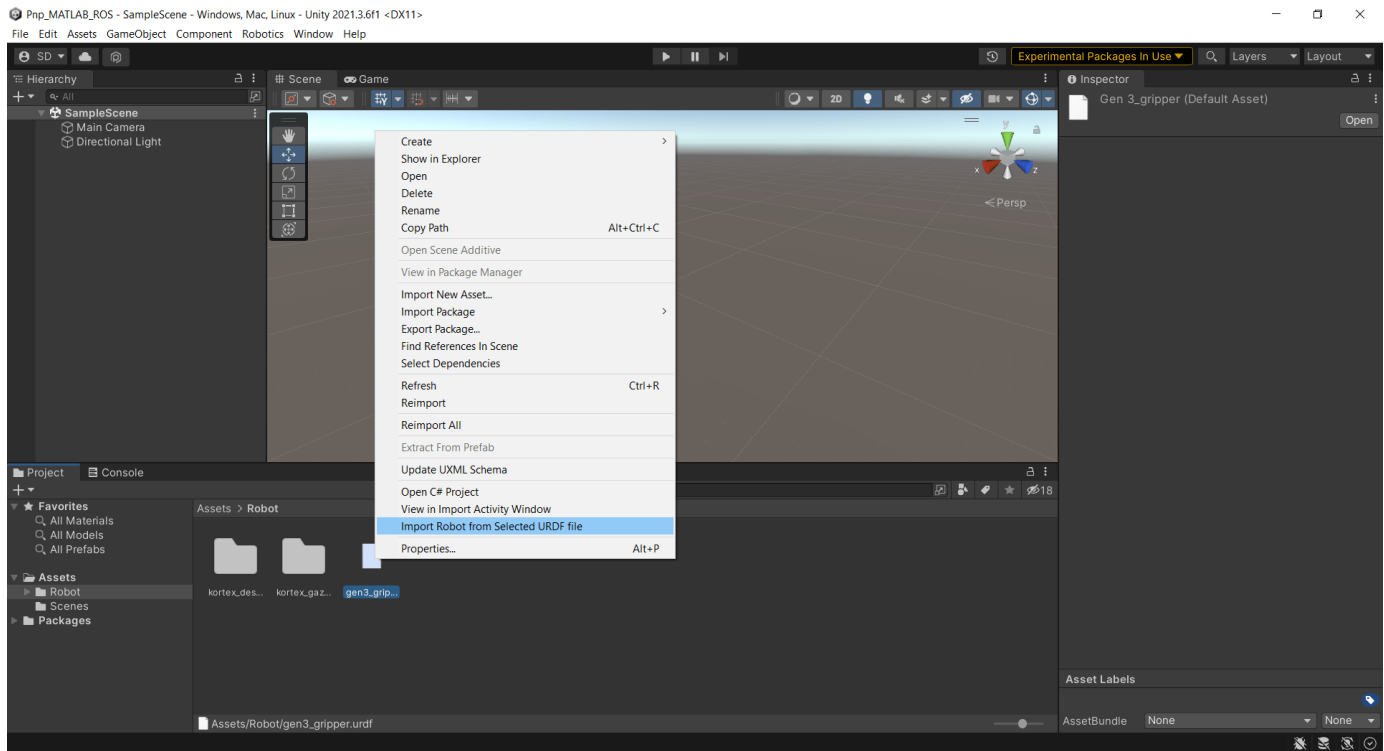 Pnp_MATLAB_ROS - SampleScene - Windows, Mac, Linux - Unity 2021.3.6f1 <DX11>
File Edit Assets GameObject Component Robotics Window Help
SD
Experimental Packages In Use
Layers
Layout
Hierarchy
All
SampleScene
Main Camera
Directional Light
Scene
Game
2D
y
x
z
Persp
Inspector
Gen 3_gripper (Default Asset)
Open
Create
Show in Explorer
Open
Delete
Rename
Copy Path Alt+Ctrl+C
Open Scene Additive
View in Package Manager
Import New Asset...
Import Package
Export Package...
Find References In Scene
Select Dependencies
Refresh Ctrl+R
Reimport
Reimport All
Extract From Prefab
Update UXML Schema
Open C# Project
View in Import Activity Window
Import Robot from Selected URDF file
Properties... Alt+P
Project
Console
18
Favorites
All Materials
All Models
All Prefabs
Assets
Robot
Scenes
Packages
Assets > Robot
kortex_des...
kortex_gaz...
gen3_grip...
Assets/Robot/gen3_gripper.urdf
Asset Labels
AssetBundle None None